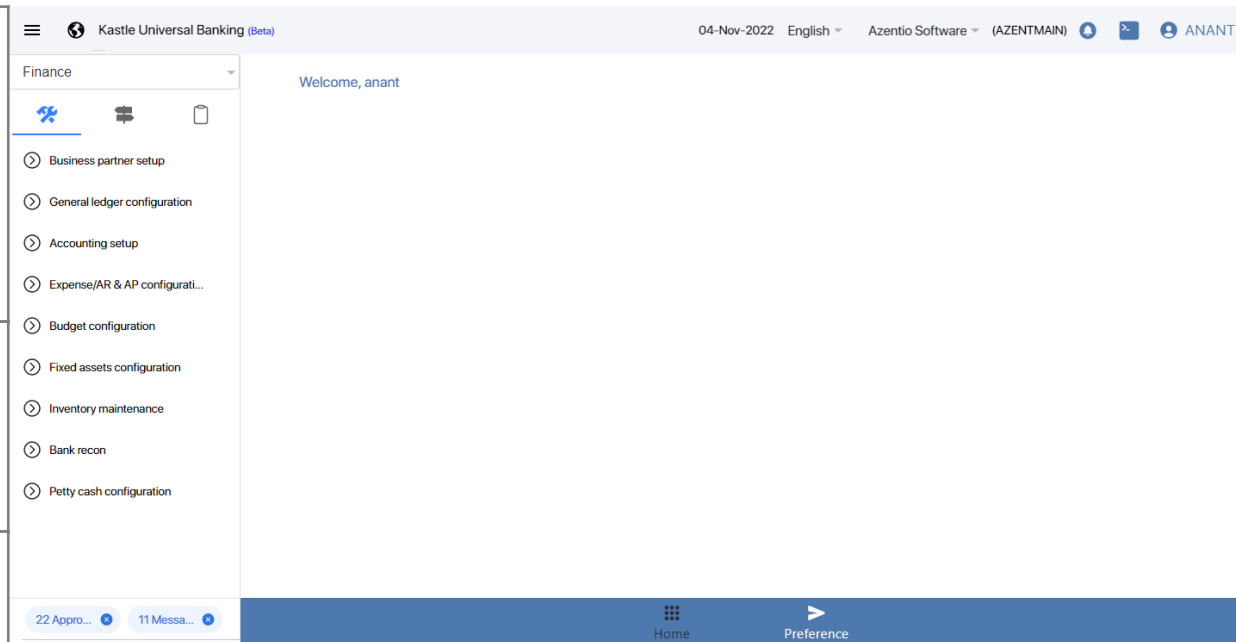 Kastle Universal Banking (Beta) 04-Nov-2022 English Azentio Software (AZENTMAIN) ANANT
Finance
Welcome, anant
Business partner setup
General ledger configuration
Accounting setup
Expense/AR & AP configurati...
Budget configuration
Fixed assets configuration
Inventory maintenance
Bank recon
Petty cash configuration
22 Appro... 11 Messa...
Home Preference